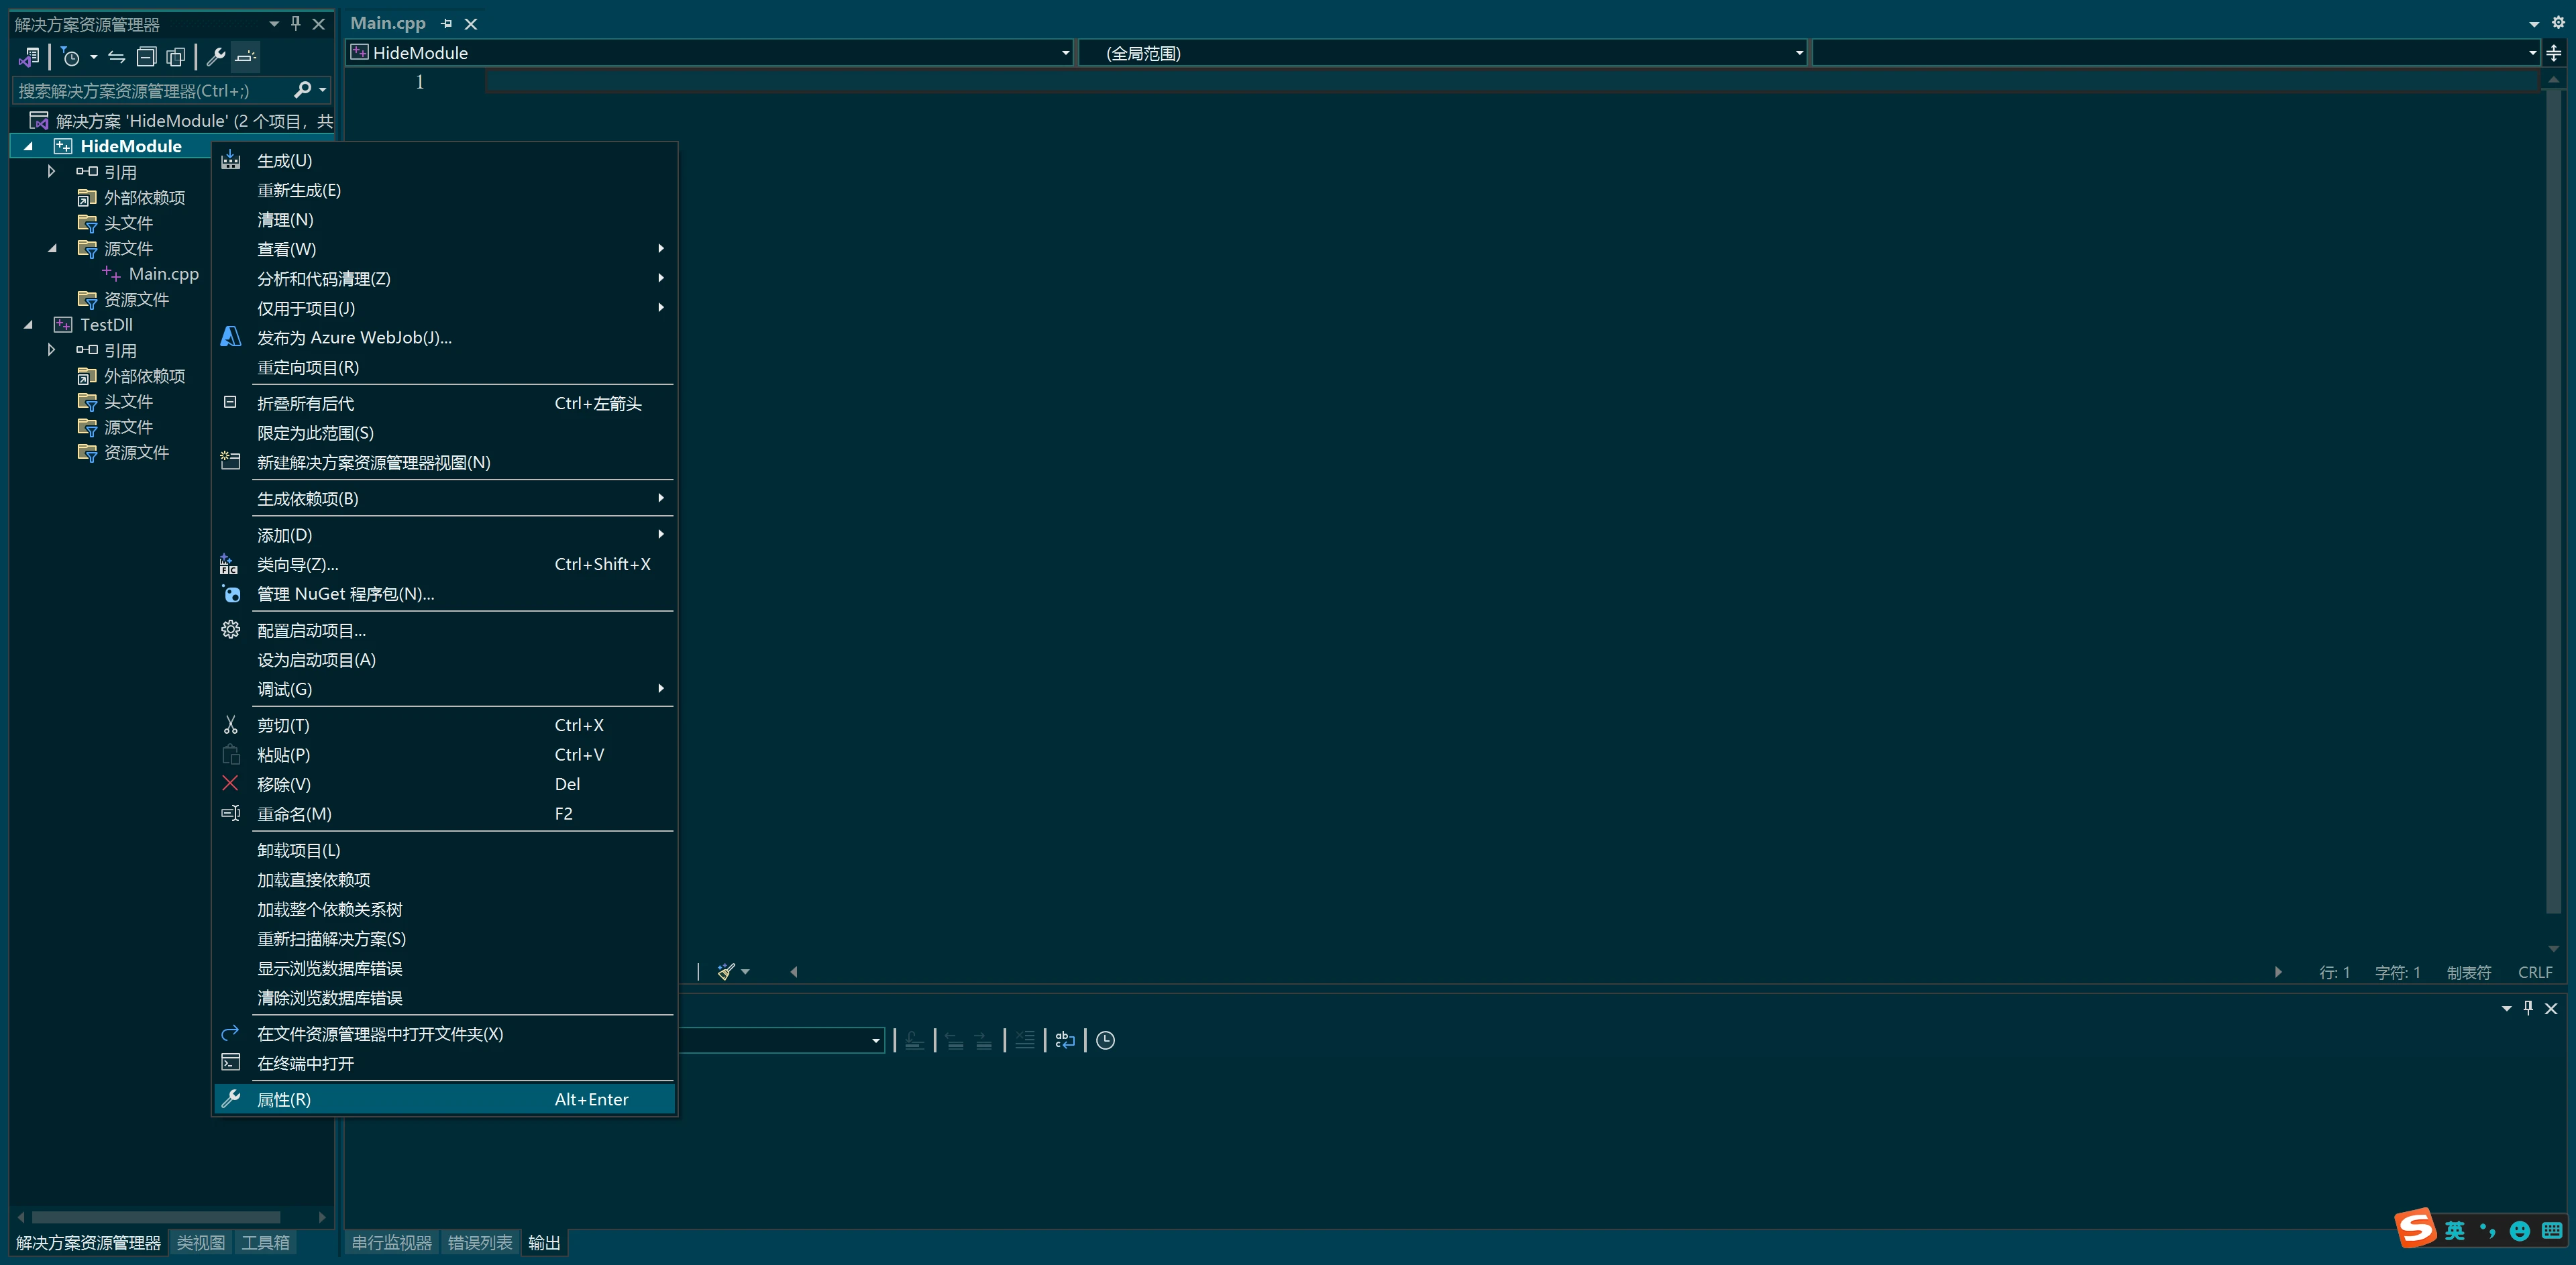 解决方案资源管理器
搜索解决方案资源管理器(Ctrl+;)
解决方案 'HideModule' (2 个项目，共
HideModule
引用
外部依赖项
头文件
源文件
Main.cpp
资源文件
TestDll
引用
外部依赖项
头文件
源文件
资源文件
生成(U)
重新生成(E)
清理(N)
查看(W)
分析和代码清理(Z)
仅用于项目(J)
发布为 Azure WebJob(J)...
重定向项目(R)
折叠所有后代 Ctrl+左箭头
限定为此范围(S)
新建解决方案资源管理器视图(N)
生成依赖项(B)
添加(D)
类向导(Z)... Ctrl+Shift+X
管理 NuGet 程序包(N)...
配置启动项目...
设为启动项目(A)
调试(G)
剪切(T) Ctrl+X
粘贴(P) Ctrl+V
移除(V) Del
重命名(M) F2
卸载项目(L)
加载直接依赖项
加载整个依赖关系树
重新扫描解决方案(S)
显示浏览数据库错误
清除浏览数据库错误
在文件资源管理器中打开文件夹(X)
在终端中打开
属性(R) Alt+Enter
Main.cpp
HideModule (全局范围)
1
行: 1 字符: 1 制表符 CRLF
解决方案资源管理器 类视图 工具箱
串行监视器 错误列表 输出
英